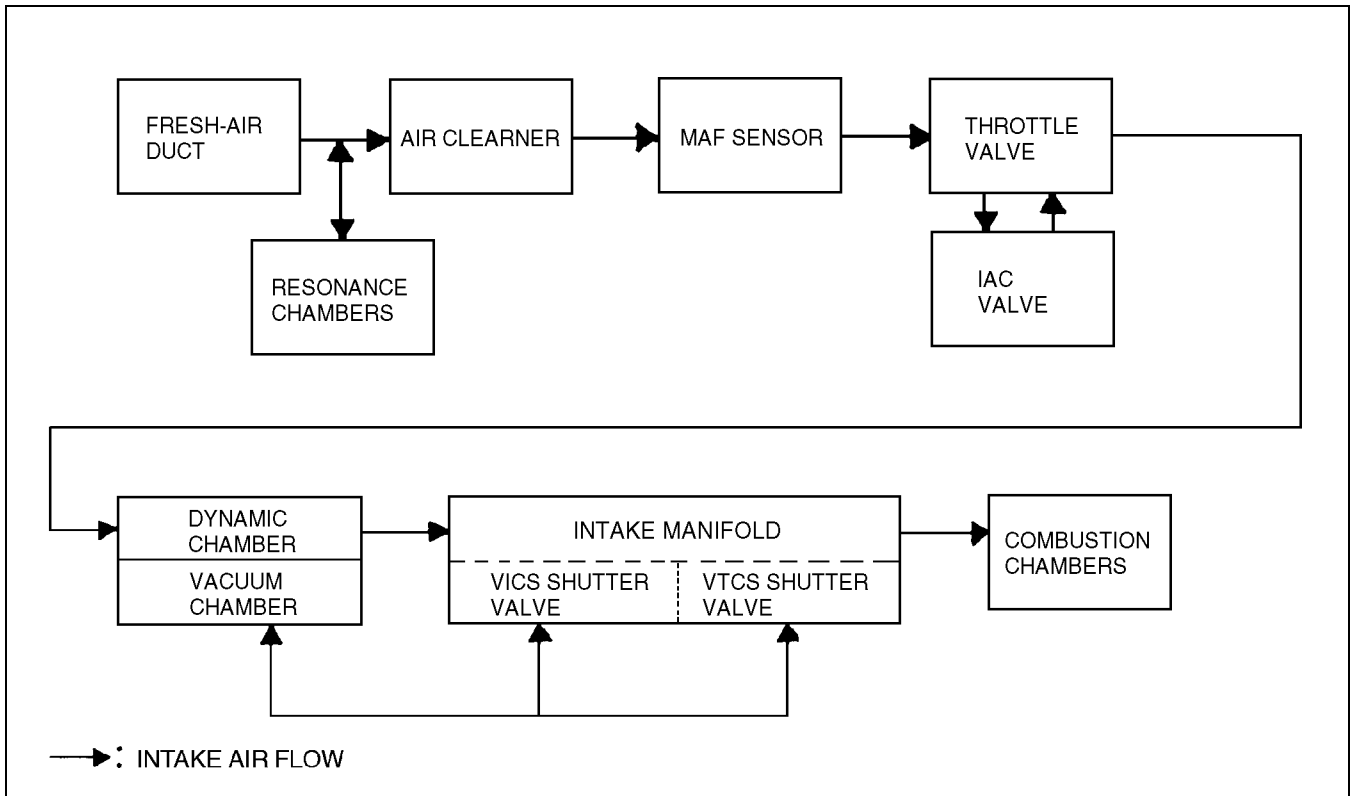 FRESH-AIR
DUCT
AIR CLEARNER
MAF SENSOR
THROTTLE
VALVE
RESONANCE
CHAMBERS
IAC
VALVE
DYNAMIC
CHAMBER
VACUUM
CHAMBER
INTAKE MANIFOLD
VICS SHUTTER
VALVE
VTCS SHUTTER
VALVE
COMBUSTION
CHAMBERS
: INTAKE AIR FLOW